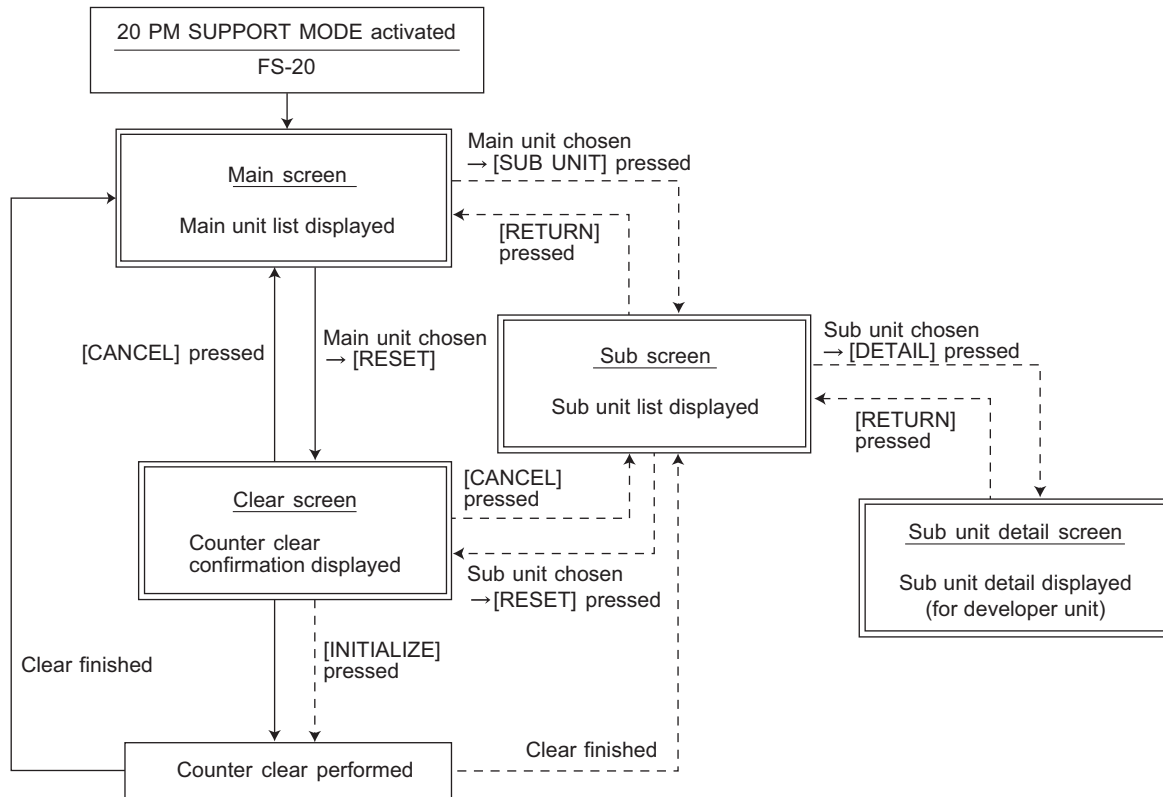 20 PM SUPPORT MODE activated
FS-20
Main screen
Main unit list displayed
Main unit chosen
→ [SUB UNIT] pressed
[RETURN]
pressed
[CANCEL] pressed
Main unit chosen
→ [RESET]
Sub screen
Sub unit list displayed
Sub unit chosen
→ [DETAIL] pressed
[RETURN]
pressed
Clear screen
Counter clear
confirmation displayed
[CANCEL]
pressed
Sub unit chosen
→[RESET] pressed
Sub unit detail screen
Sub unit detail displayed
(for developer unit)
Clear finished
[INITIALIZE]
pressed
Counter clear performed
Clear finished